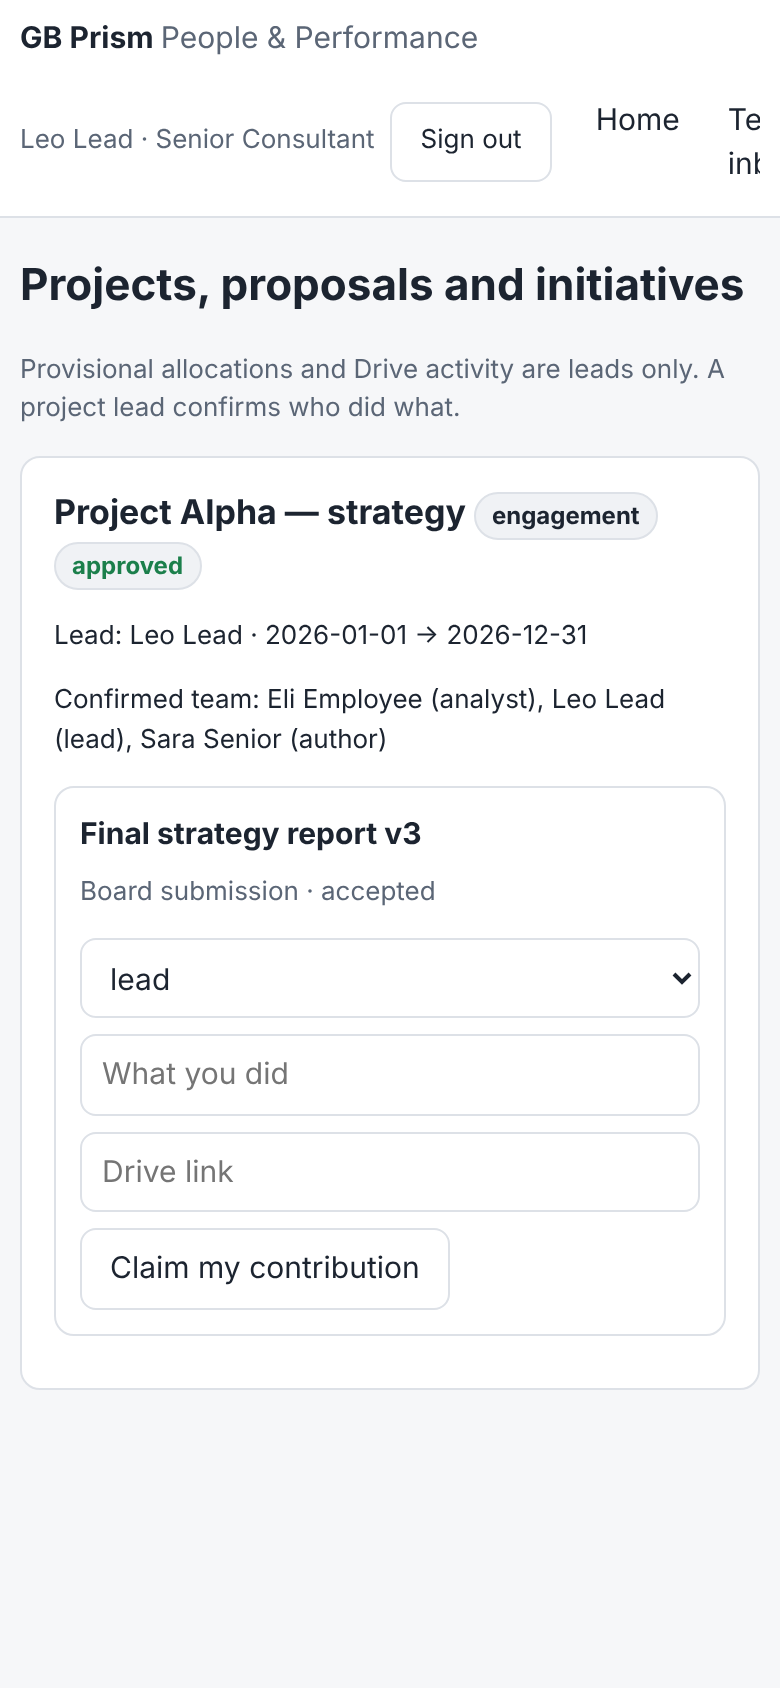 GB Prism People & Performance
Leo Lead · Senior Consultant
Sign out
Home
Projects, proposals and initiatives
Provisional allocations and Drive activity are leads only. A
project lead confirms who did what.
Project Alpha — strategy engagement
approved
Lead: Leo Lead · 2026-01-01 → 2026-12-31
Confirmed team: Eli Employee (analyst), Leo Lead
(lead), Sara Senior (author)
Final strategy report v3
Board submission · accepted
lead
What you did
Drive link
Claim my contribution